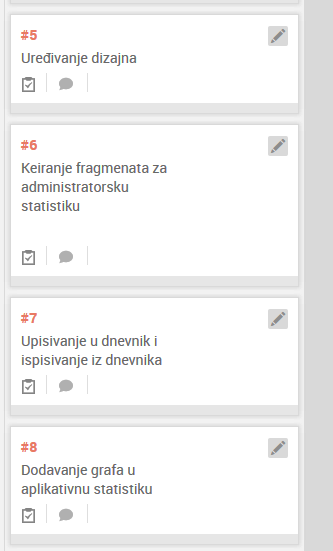 #5
Uređivanje dizajna
#6
Keiranje fragmenata za
administratorsku
statistiku
#7
Upisivanje u dnevnik i
ispisivanje iz dnevnika
#8
Dodavanje grafa u
aplikativnu statistiku